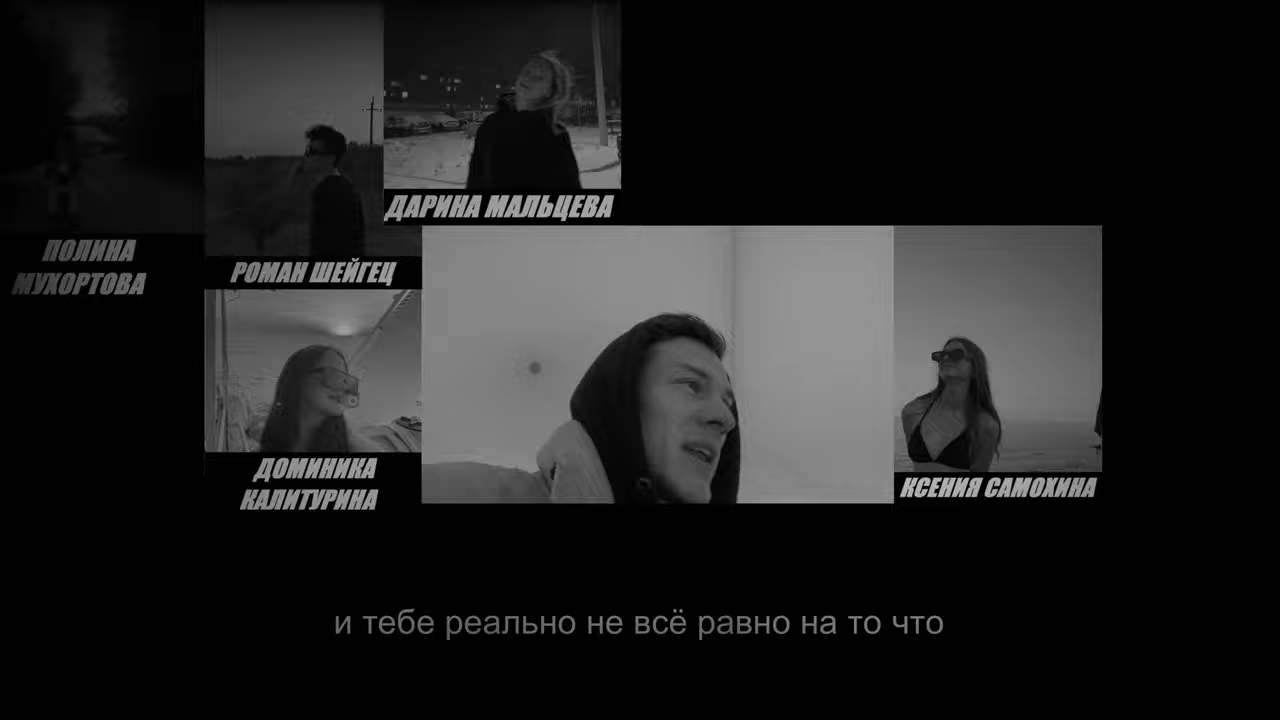 ДАРИНА МАЛЬЦЕВА
ПОЛИНА
МУХОРТОВА
РОМАН ШЕЙГЕЦ
ДОМИНИКА
КАЛИТУРИНА
КСЕНИЯ САМОХИНА
и тебе реально не всё равно на то что